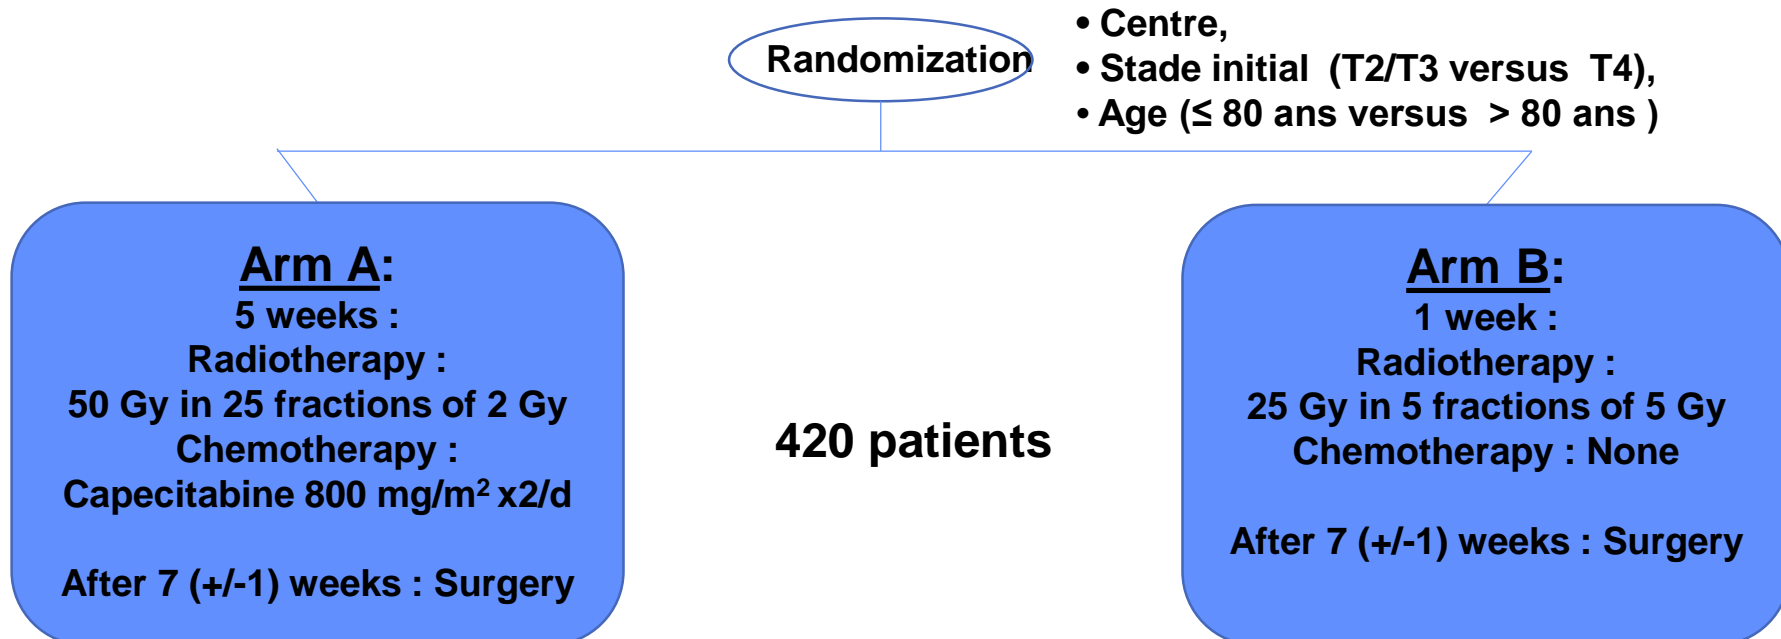 Randomization
• Centre,
• Stade initial (T2/T3 versus T4),
• Age (≤ 80 ans versus > 80 ans )
Arm A:
5 weeks :
Radiotherapy :
50 Gy in 25 fractions of 2 Gy
Chemotherapy :
Capecitabine 800 mg/m² x2/d
After 7 (+/-1) weeks : Surgery
420 patients
Arm B:
1 week :
Radiotherapy :
25 Gy in 5 fractions of 5 Gy
Chemotherapy : None
After 7 (+/-1) weeks : Surgery